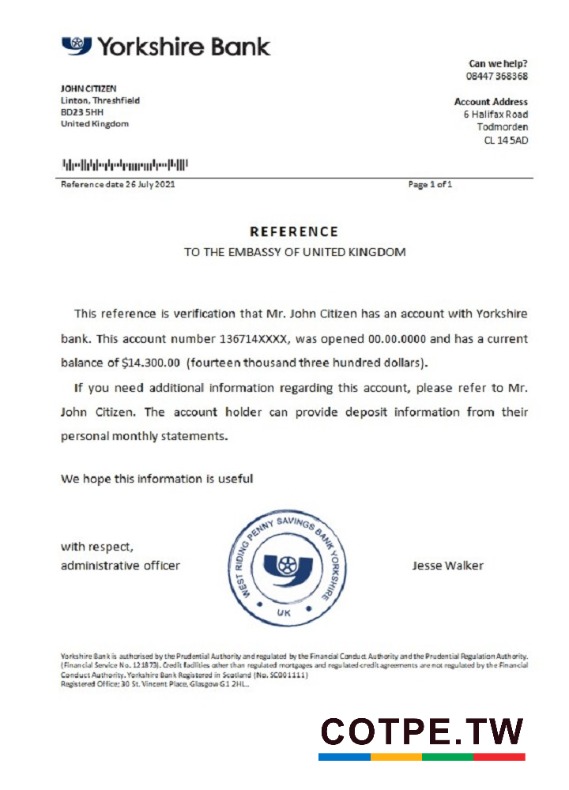 Yorkshire Bank
Can we help?
08447 368368
JOHN CITIZEN
Linton, Threshfield
BD23 5HH
United Kingdom
Account Address
6 Halifax Road
Todmorden
CL 14 5AD
Reference date 26 July 2021
Page 1 of 1
REFERENCE
TO THE EMBASSY OF UNITED KINGDOM
This reference is verification that Mr. John Citizen has an account with Yorkshire
bank. This account number 136714XXXX, was opened 00.00.0000 and has a current
balance of $14.300.00 (fourteen thousand three hundred dollars).
If you need additional information regarding this account, please refer to Mr.
John Citizen. The account holder can provide deposit information from their
personal monthly statements.
We hope this information is useful
with respect,
administrative officer
WEST RIDING PENNY SAVINGS BANK YORKSHIRE
UK
Jesse Walker
Yorkshire Bank is authorised by the Prudential Authority and regulated by the Financial Conduct Authority and the Prudential Regulation Authority.
(Financial Service No. 121873). Credit facilities other than regulated mortgages and regulated credit agreements are not regulated by the Financial
Conduct Authority. Yorkshire Bank Registered in Scotland (No. SC001111)
Registered Office: 30 St. Vincent Place, Glasgow G1 2HL..
COTPE.TW